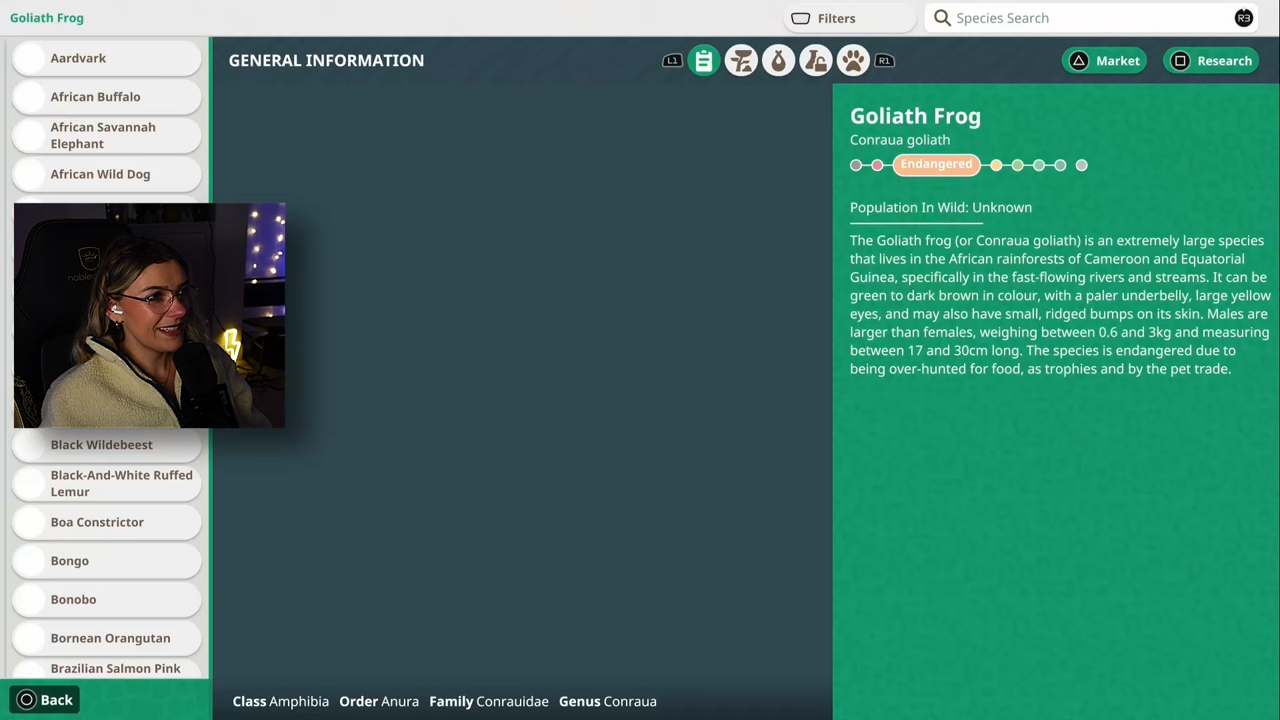 Goliath Frog
Filters
Species Search
R3
Aardvark
African Buffalo
African Savannah
Elephant
African Wild Dog
Black Wildebeest
Black-And-White Ruffed
Lemur
Boa Constrictor
Bongo
Bonobo
Bornean Orangutan
Brazilian Salmon Pink
Back
GENERAL INFORMATION
L1
R1
Market
Research
Goliath Frog
Conraua goliath
Endangered
Population In Wild: Unknown
The Goliath frog (or Conraua goliath) is an extremely large species
that lives in the African rainforests of Cameroon and Equatorial
Guinea, specifically in the fast-flowing rivers and streams. It can be
green to dark brown in colour, with a paler underbelly, large yellow
eyes, and may also have small, ridged bumps on its skin. Males are
larger than females, weighing between 0.6 and 3kg and measuring
between 17 and 30cm long. The species is endangered due to
being over-hunted for food, as trophies and by the pet trade.
Class Amphibia Order Anura Family Conrauidae Genus Conraua